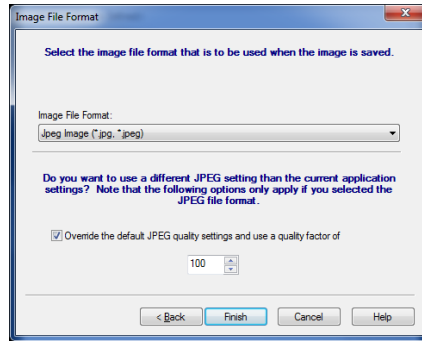 Image File Format
Select the image file format that is to be used when the image is saved.
Image File Format:
Jpeg Image (*.jpg, *.jpeg)
Do you want to use a different JPEG setting than the current application
settings? Note that the following options only apply if you selected the
JPEG file format.
Override the default JPEG quality settings and use a quality factor of
100
< Back
Finish
Cancel
Help